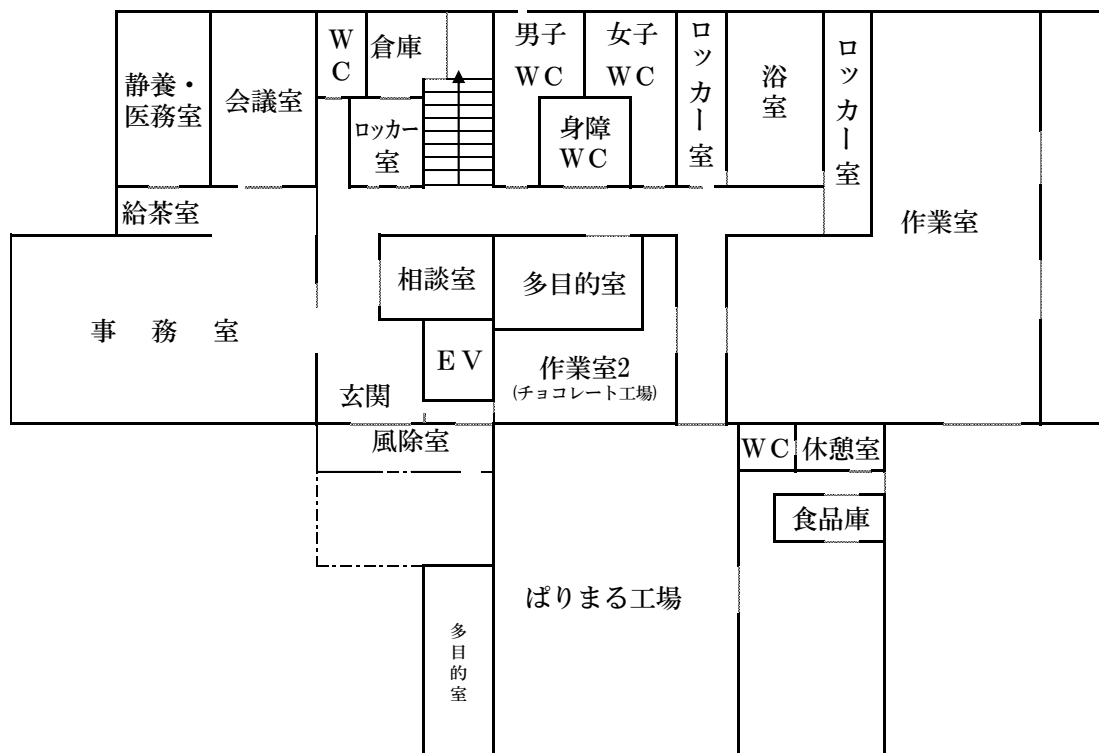 静養・
医務室
会議室
ＷＣ
倉庫
ロッカー
室
男子
ＷＣ
女子
ＷＣ
身障
ＷＣ
ロッカー室
浴室
ロッカー室
作業室
給茶室
事　務　室
相談室
多目的室
ＥＶ
作業室2
(チョコレート工場)
玄関
風除室
ＷＣ
休憩室
食品庫
ぱりまる工場
多目的室